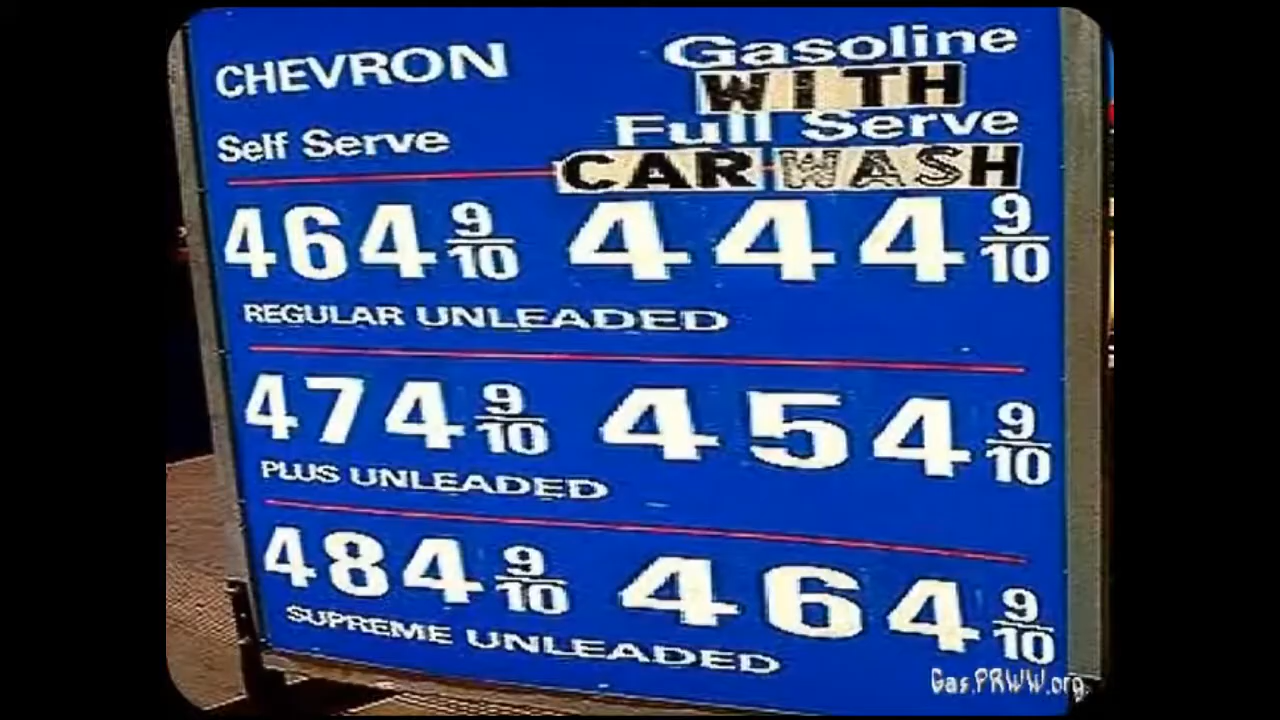 CHEVRON Gasoline
WITH
Self Serve Full Serve
CAR WASH
464 9/10 444 9/10
REGULAR UNLEADED
474 9/10 454 9/10
PLUS UNLEADED
484 9/10 464 9/10
SUPREME UNLEADED
Gas.PRWW.org